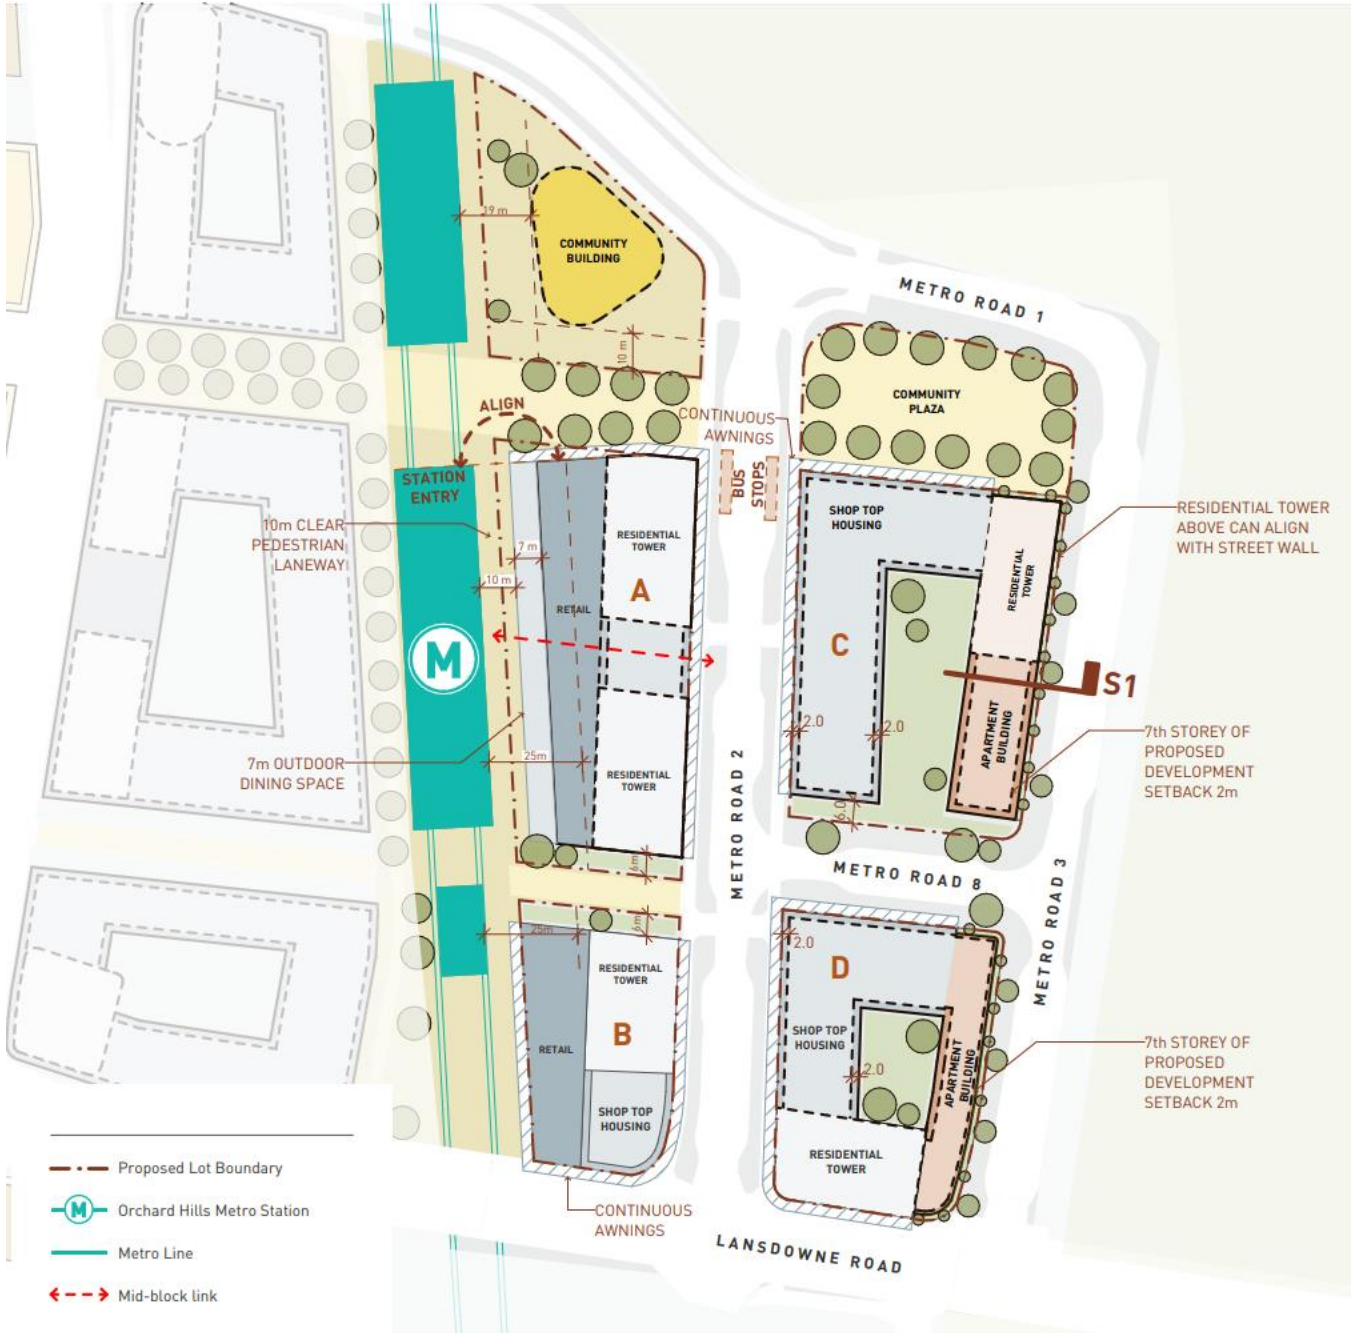 METRO ROAD 1
19 m
COMMUNITY
BUILDING
10 m
COMMUNITY
PLAZA
ALIGN
CONTINUOUS
AWNINGS
BUS
STOPS
STATION
ENTRY
10m CLEAR
PEDESTRIAN
LANEWAY
7 m
10 m
RESIDENTIAL
TOWER
A
RETAIL
M
SHOP TOP
HOUSING
RESIDENTIAL
TOWER
RESIDENTIAL TOWER
ABOVE CAN ALIGN
WITH STREET WALL
C
S1
2.0
2.0
APARTMENT
BUILDING
7th STOREY OF
PROPOSED
DEVELOPMENT
SETBACK 2m
7m OUTDOOR
DINING SPACE
25m
RESIDENTIAL
TOWER
METRO ROAD 2
6.0
6m
METRO ROAD 8
METRO ROAD 3
6m
25m
RESIDENTIAL
TOWER
B
RETAIL
SHOP TOP
HOUSING
2.0
D
SHOP TOP
HOUSING
2.0
APARTMENT
BUILDING
7th STOREY OF
PROPOSED
DEVELOPMENT
SETBACK 2m
RESIDENTIAL
TOWER
CONTINUOUS
AWNINGS
LANSDOWNE ROAD
Proposed Lot Boundary
M
Orchard Hills Metro Station
Metro Line
Mid-block link